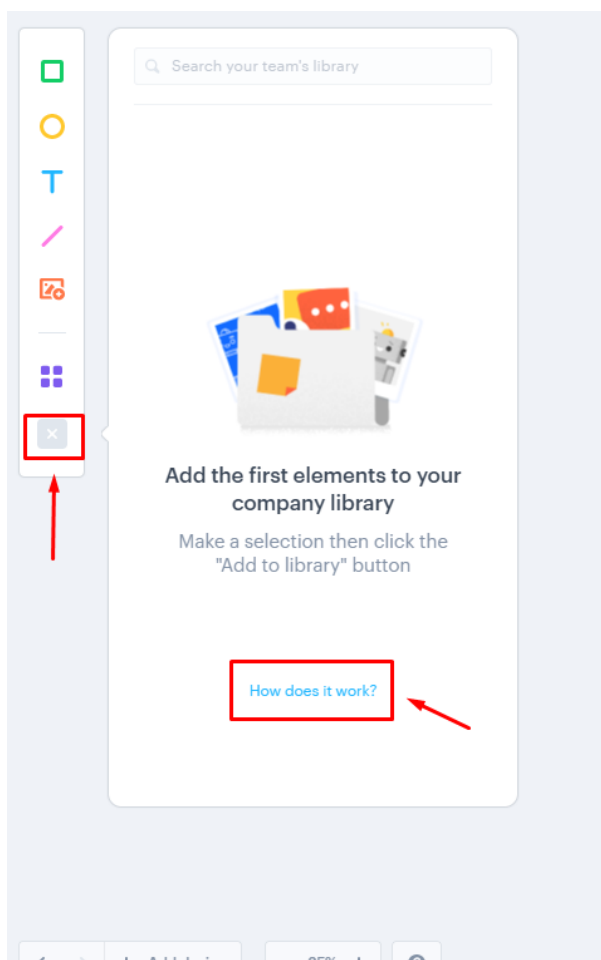 Search your team's library
T
Add the first elements to your
company library
Make a selection then click the
"Add to library" button
How does it work?